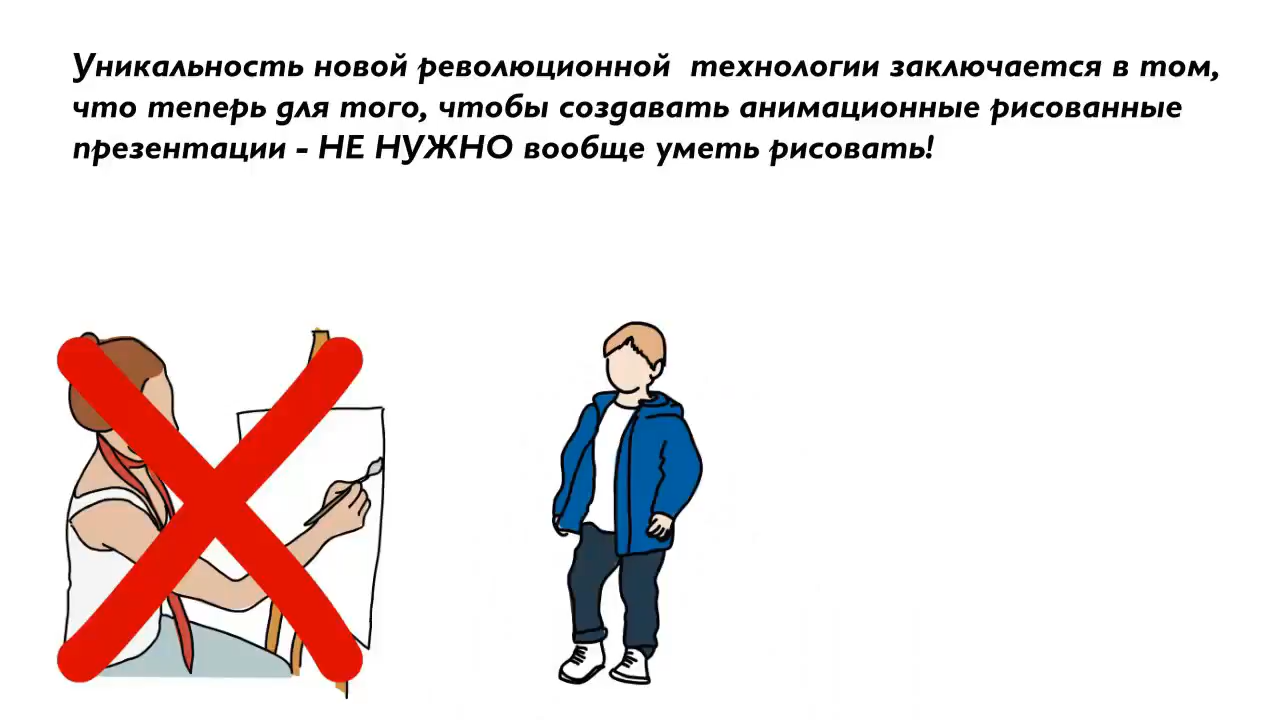 Уникальность новой революционной технологии заключается в том,
что теперь для того, чтобы создавать анимационные рисованные
презентации - НЕ НУЖНО вообще уметь рисовать!